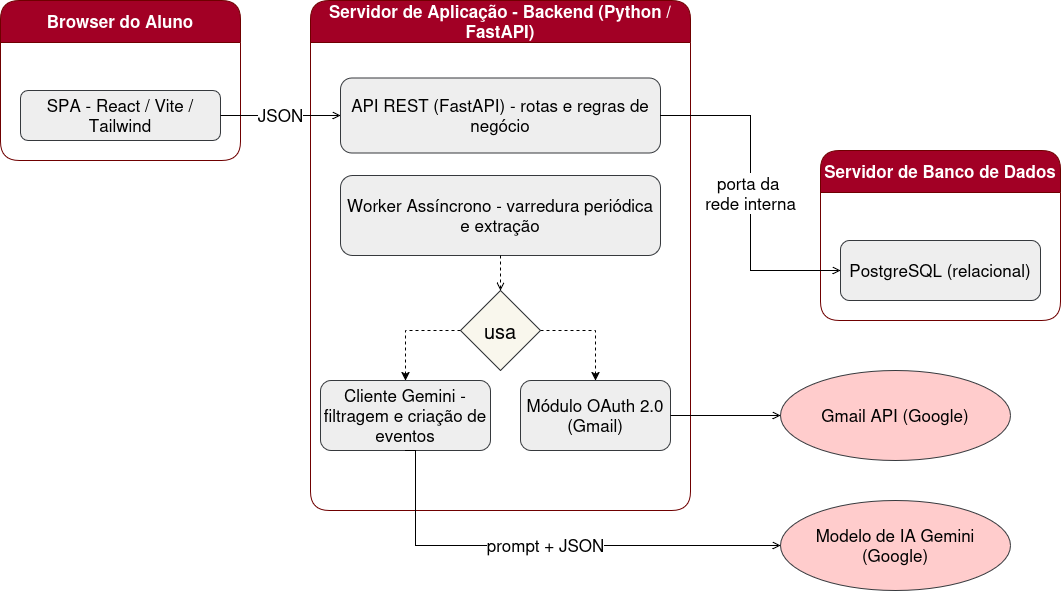 Browser do Aluno
SPA - React / Vite /
Tailwind
JSON
Servidor de Aplicação - Backend (Python /
FastAPI)
API REST (FastAPI) - rotas e regras de
negócio
Worker Assíncrono - varredura periódica
e extração
usa
Cliente Gemini -
filtragem e criação de
eventos
Módulo OAuth 2.0
(Gmail)
porta da
rede interna
Servidor de Banco de Dados
PostgreSQL (relacional)
Gmail API (Google)
prompt + JSON
Modelo de IA Gemini
(Google)